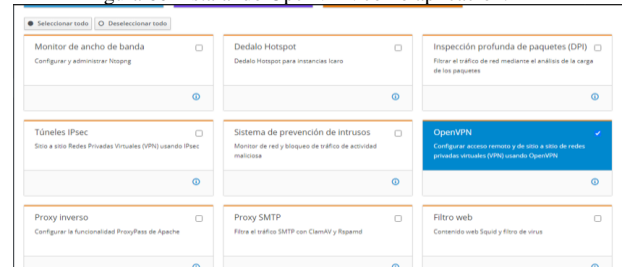 Seleccionar todo
Deseleccionar todo
Monitor de ancho de banda
Configurar y administrar Ntopng
Dedalo Hotspot
Dedalo Hotspot para instancias Icaro
Inspección profunda de paquetes (DPI)
Filtrar el tráfico de red mediante el análisis de la carga
de los paquetes
Túneles IPsec
Sitio a sitio Redes Privadas Virtuales (VPN) usando IPsec
Sistema de prevención de intrusos
Monitor de red y bloqueo de tráfico de actividad
maliciosa
OpenVPN
Configurar acceso remoto y de sitio a sitio de redes
privadas virtuales (VPN) usando OpenVPN
Proxy inverso
Configurar la funcionalidad ProxyPass de Apache
Proxy SMTP
Filtra el tráfico SMTP con ClamAV y Rspamd
Filtro web
Contenido web Squid y filtro de virus